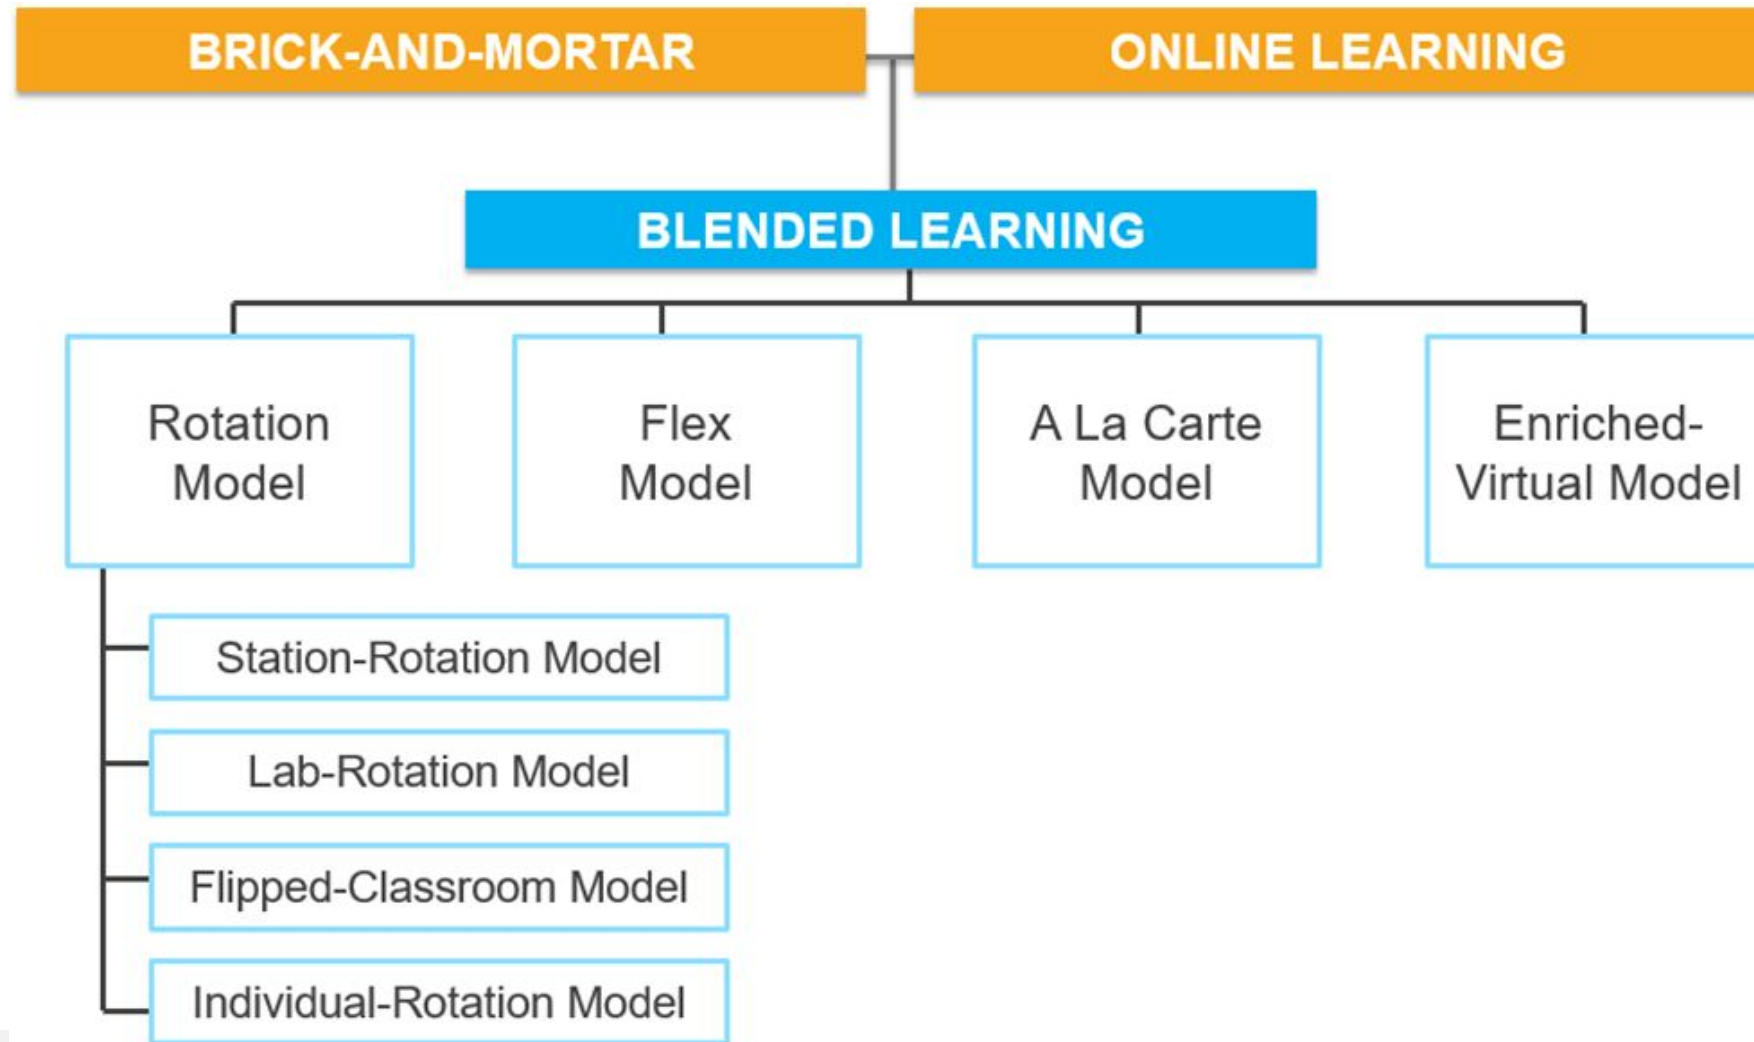 BRICK-AND-MORTAR
ONLINE LEARNING
BLENDED LEARNING
Rotation
Model
Flex
Model
A La Carte
Model
Enriched-
Virtual Model
Station-Rotation Model
Lab-Rotation Model
Flipped-Classroom Model
Individual-Rotation Model